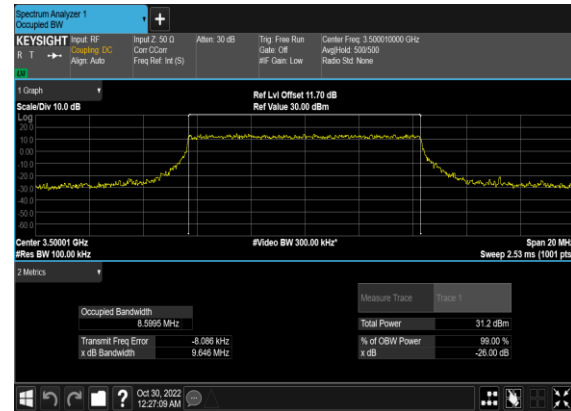 Spectrum Analyzer 1
Occupied BW
KEYSIGHT
R T
Input: RF
Coupling: DC
Align: Auto
Input Z: 50 Ω
Corr CCorr
Freq Ref: Int (S)
Atten: 30 dB
Trig: Free Run
Gate: Off
#IF Gain: Low
Center Freq: 3.500010000 GHz
Avg|Hold: 500/500
Radio Std: None
1 Graph
Scale/Div 10.0 dB
Ref Lvl Offset 11.70 dB
Ref Value 30.00 dBm
Log
20.0
10.0
0.00
-10.0
-20.0
-30.0
-40.0
-50.0
-60.0
Center 3.50001 GHz
#Res BW 100.00 kHz
#Video BW 300.00 kHz*
Span 20 MHz
Sweep 2.53 ms (1001 pts
2 Metrics
Measure Trace
Trace 1
Occupied Bandwidth
8.5995 MHz
Total Power
31.2 dBm
Transmit Freq Error
-8.086 kHz
% of OBW Power
99.00 %
x dB Bandwidth
9.646 MHz
x dB
-26.00 dB
?
Oct 30, 2022
12:27:09 AM